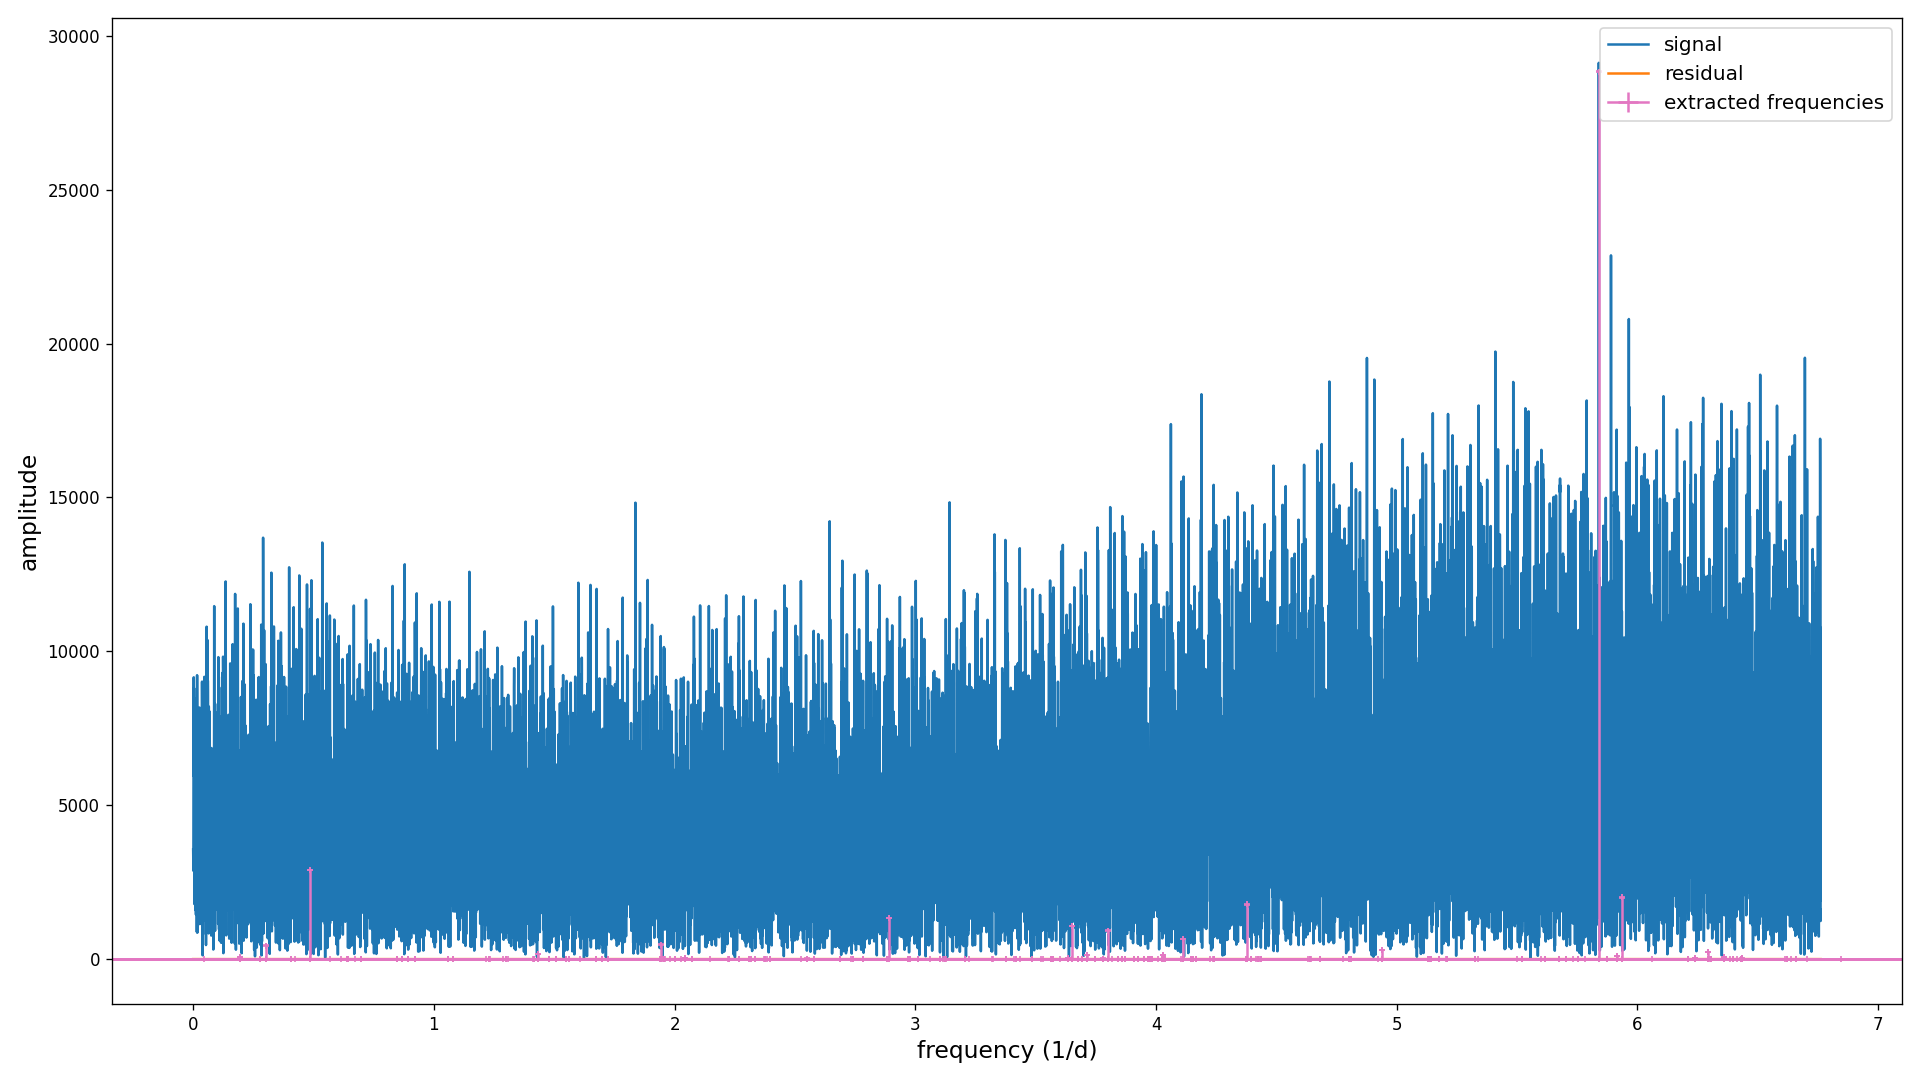 30000
25000
20000
15000
10000
5000
0
amplitude
signal
residual
extracted frequencies
0 1 2 3 4 5 6 7
frequency (1/d)